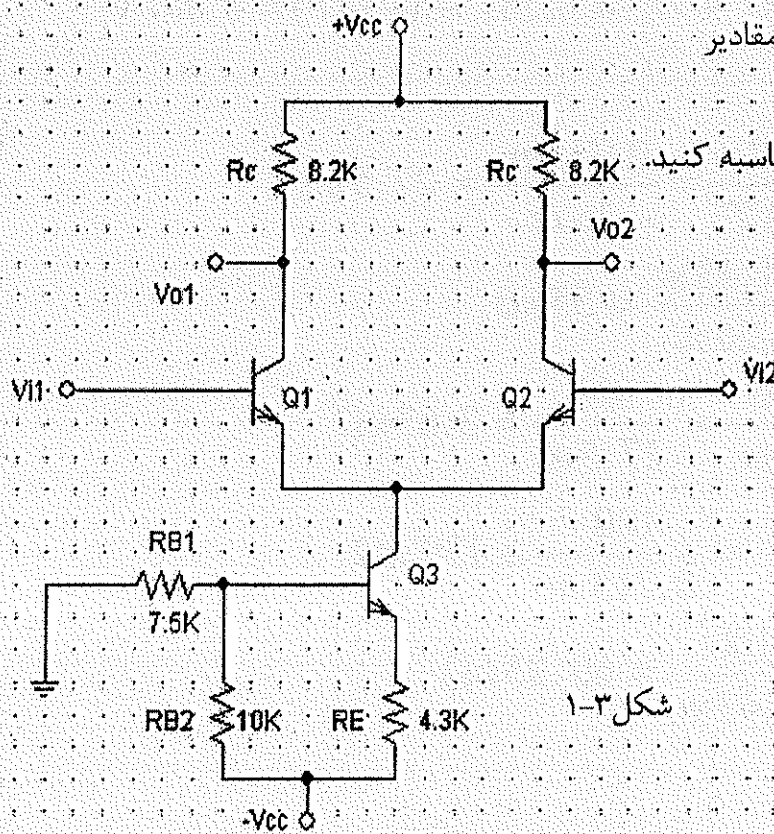 +Vcc
مقادیر
Rc 8.2K
Rc 8.2K
کنید.
Vo1
Vo2
Vi1
Q1
Q2
Vi2
RB1
7.5K
Q3
RB2 10K
RE 4.3K
شکل۳-۱
-Vcc